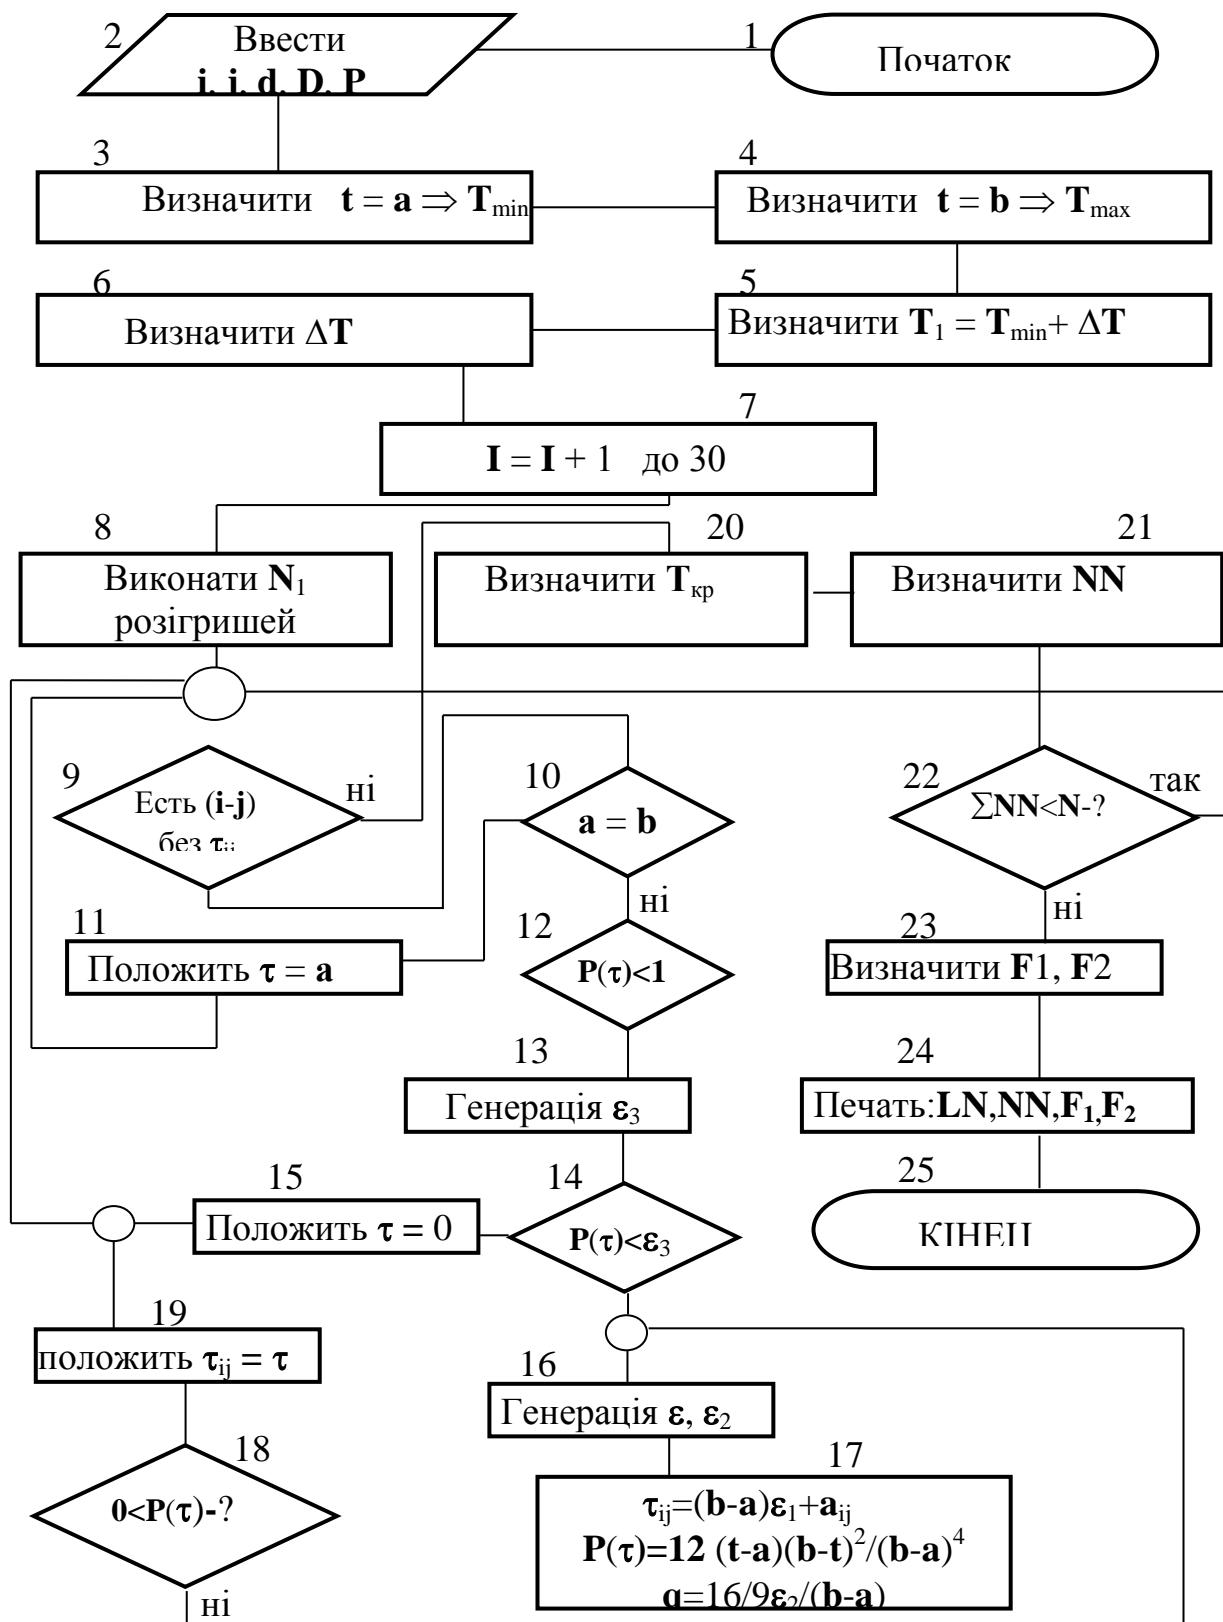 1
Початок
2
Ввести
i, j, d, D, P
3
Визначити t = a ⇒ Tmin
4
Визначити t = b ⇒ Tmax
5
Визначити T1 = Tmin+ ΔT
6
Визначити ΔT
7
I = I + 1 до 30
8
Виконати N1
розігришей
20
Визначити Tкр
21
Визначити NN
9
Есть (i-j)
без τij
ні
10
a = b
ні
22
∑NN<N-?
так
ні
11
Положить τ = a
12
P(τ)<1
23
Визначити F1, F2
13
Генерація ε3
24
Печать:LN,NN,F1,F2
14
P(τ)<ε3
15
Положить τ = 0
25
КІНЕЦ
19
положить τij = τ
16
Генерація ε, ε2
18
0<P(τ)-?
ні
17
τij=(b-a)ε1+aij
P(τ)=12 (t-a)(b-t)²/(b-a)⁴
q=16/9ε2/(b-a)